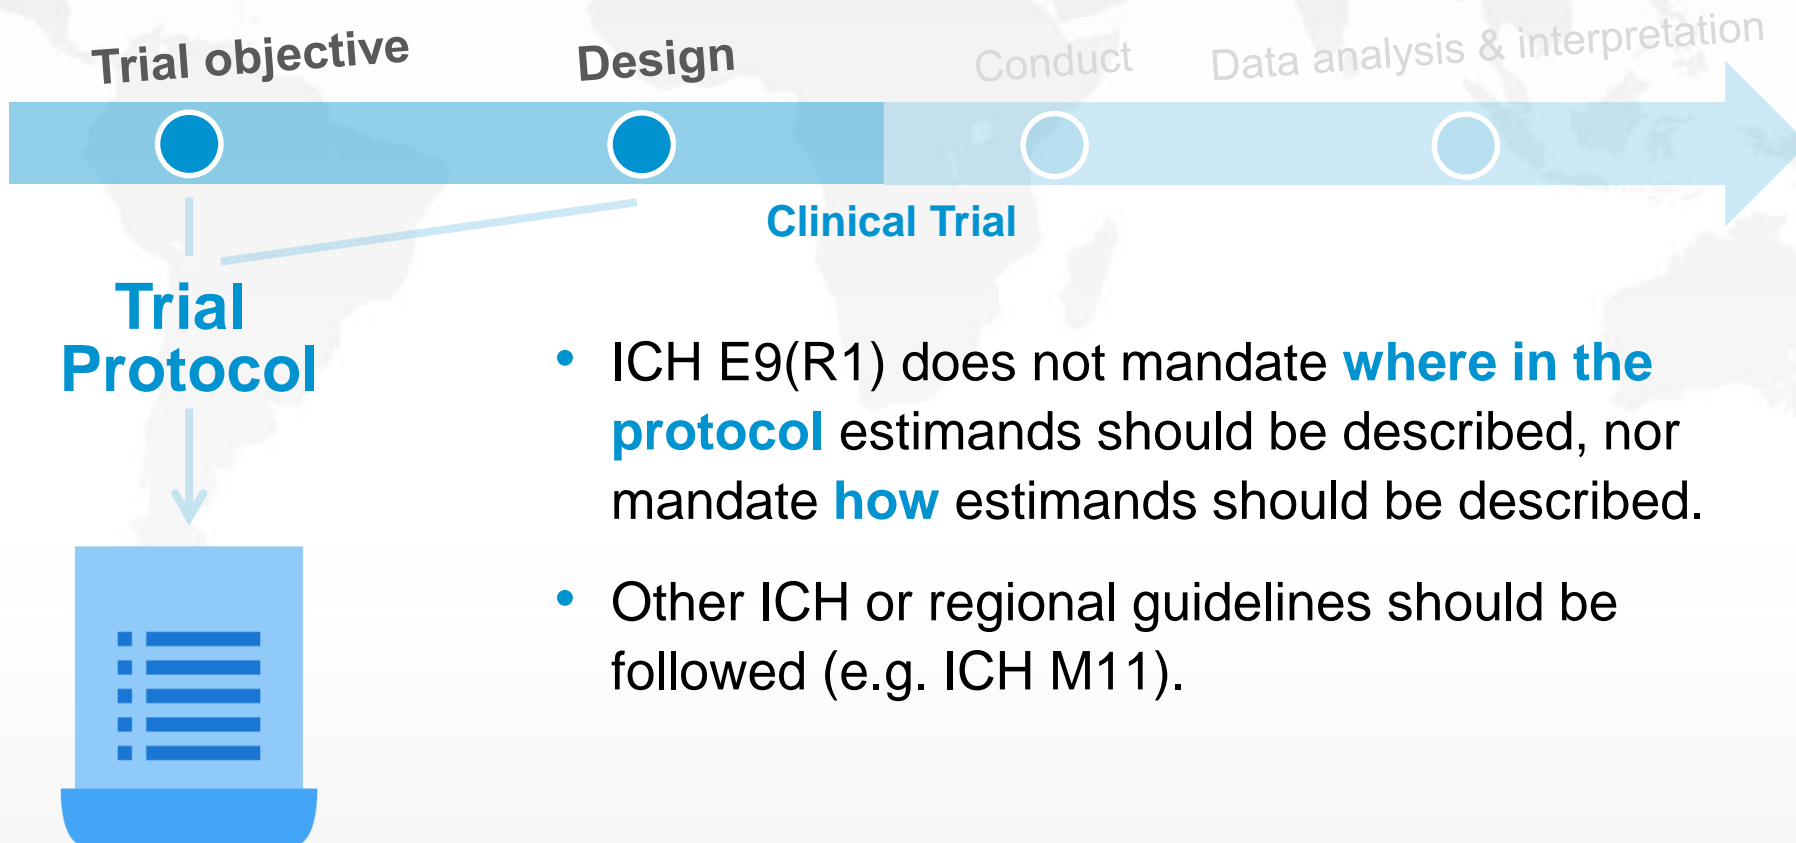 Trial objective
Design
Conduct
Data analysis & interpretation
Clinical Trial
Trial
Protocol
• ICH E9(R1) does not mandate where in the
protocol estimands should be described, nor
mandate how estimands should be described.
• Other ICH or regional guidelines should be
followed (e.g. ICH M11).